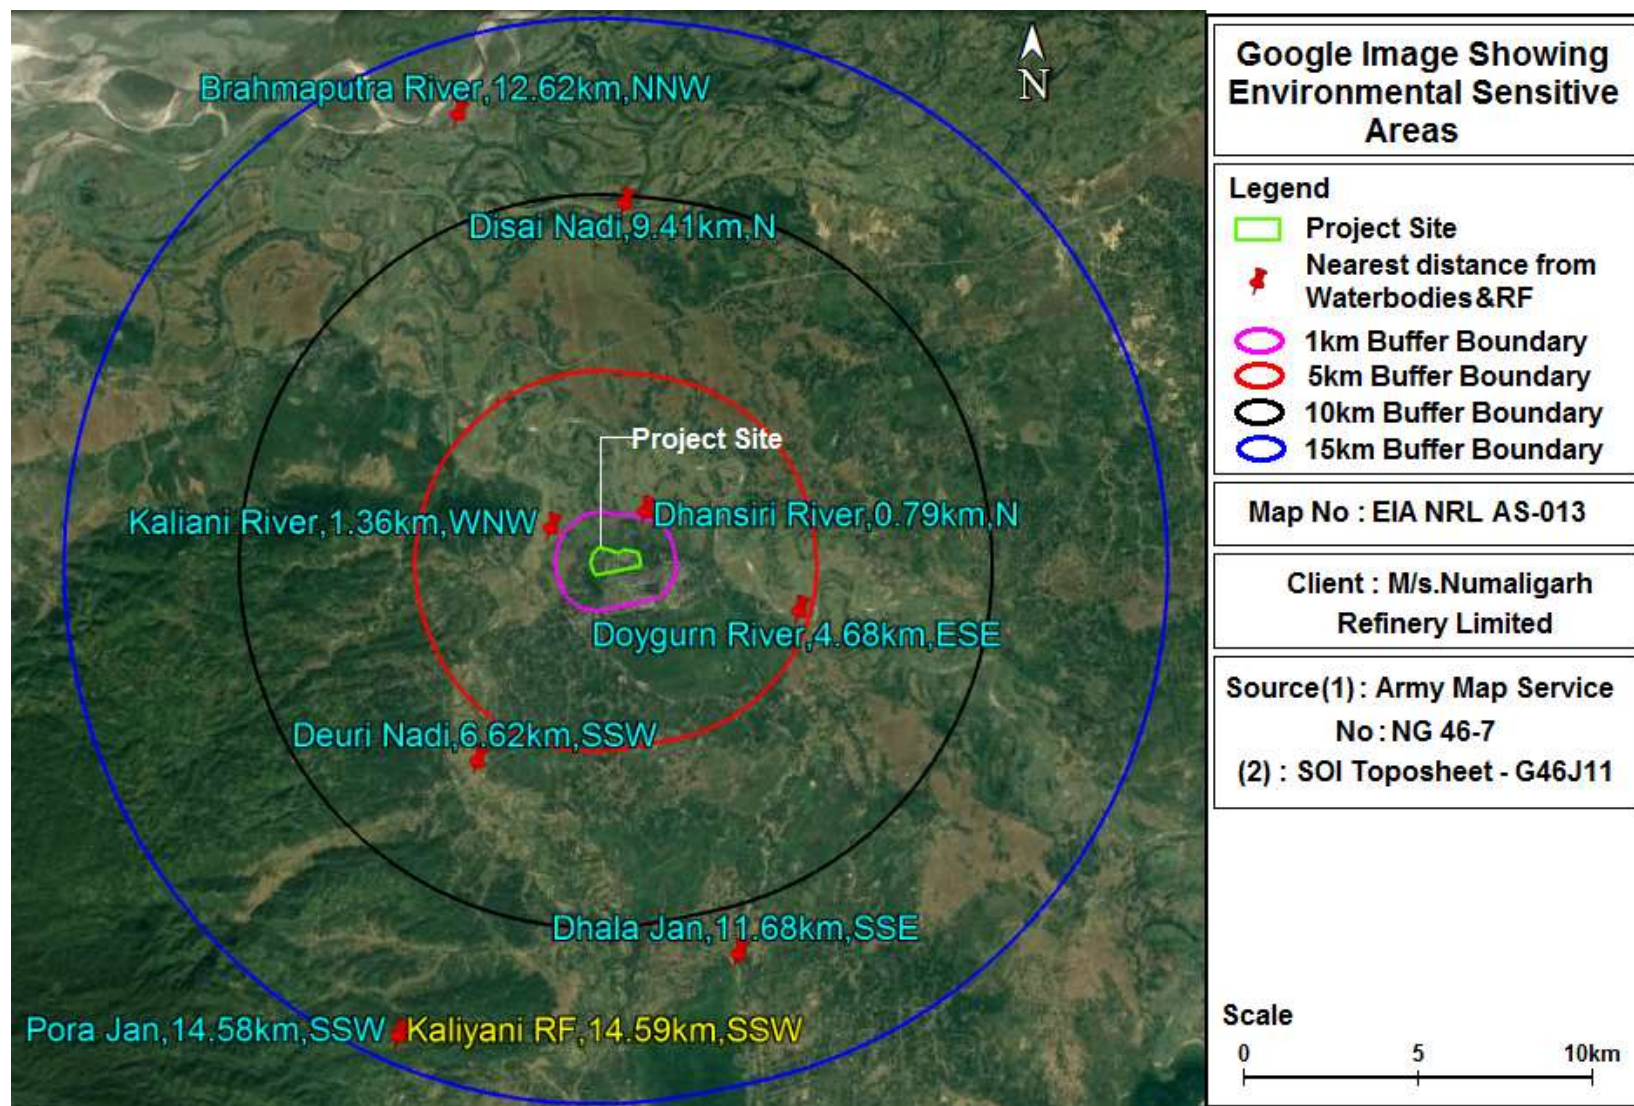 Brahmaputra River,12.62km,NNW
N
Disai Nadi,9.41km,N
Project Site
Kaliani River,1.36km,WNW
Dhansiri River,0.79km,N
Doygurn River,4.68km,ESE
Deuri Nadi,6.62km,SSW
Dhala Jan,11.68km,SSE
Pora Jan,14.58km,SSW
Kaliyani RF,14.59km,SSW
Google Image Showing
Environmental Sensitive
Areas
Legend
Project Site
Nearest distance from
Waterbodies&RF
1km Buffer Boundary
5km Buffer Boundary
10km Buffer Boundary
15km Buffer Boundary
Map No : EIA NRL AS-013
Client : M/s.Numaligarh
Refinery Limited
Source(1) : Army Map Service
No : NG 46-7
(2) : SOI Toposheet - G46J11
Scale
0 5 10km